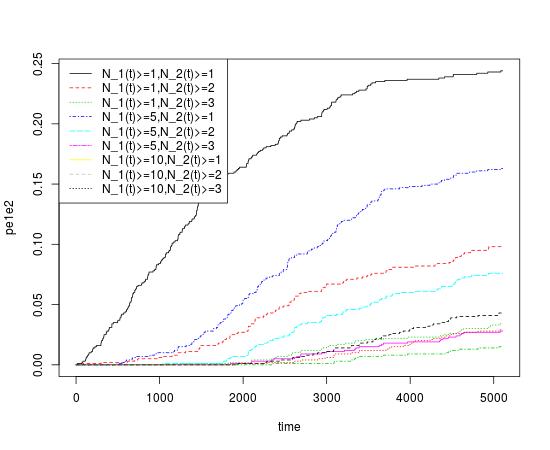 0.25
0.20
0.15
0.10
0.05
0.00
pe1e2
N_1(t)>=1,N_2(t)>=1
N_1(t)>=1,N_2(t)>=2
N_1(t)>=1,N_2(t)>=3
N_1(t)>=5,N_2(t)>=1
N_1(t)>=5,N_2(t)>=2
N_1(t)>=5,N_2(t)>=3
N_1(t)>=10,N_2(t)>=1
N_1(t)>=10,N_2(t)>=2
N_1(t)>=10,N_2(t)>=3
0 1000 2000 3000 4000 5000
time